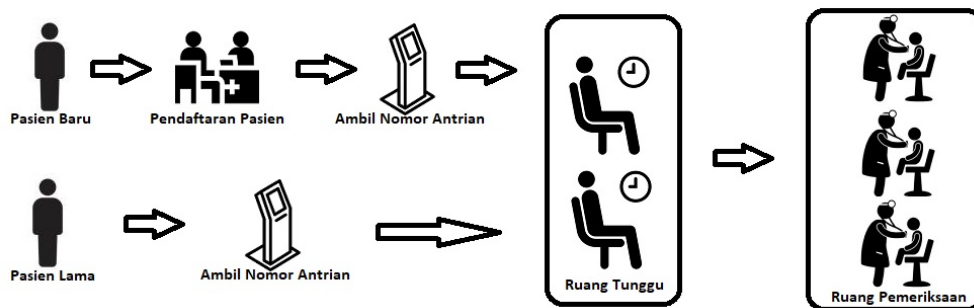 Pasien Baru
Pendaftaran Pasien
Ambil Nomor Antrian
Pasien Lama
Ambil Nomor Antrian
Ruang Tunggu
Ruang Pemeriksaan